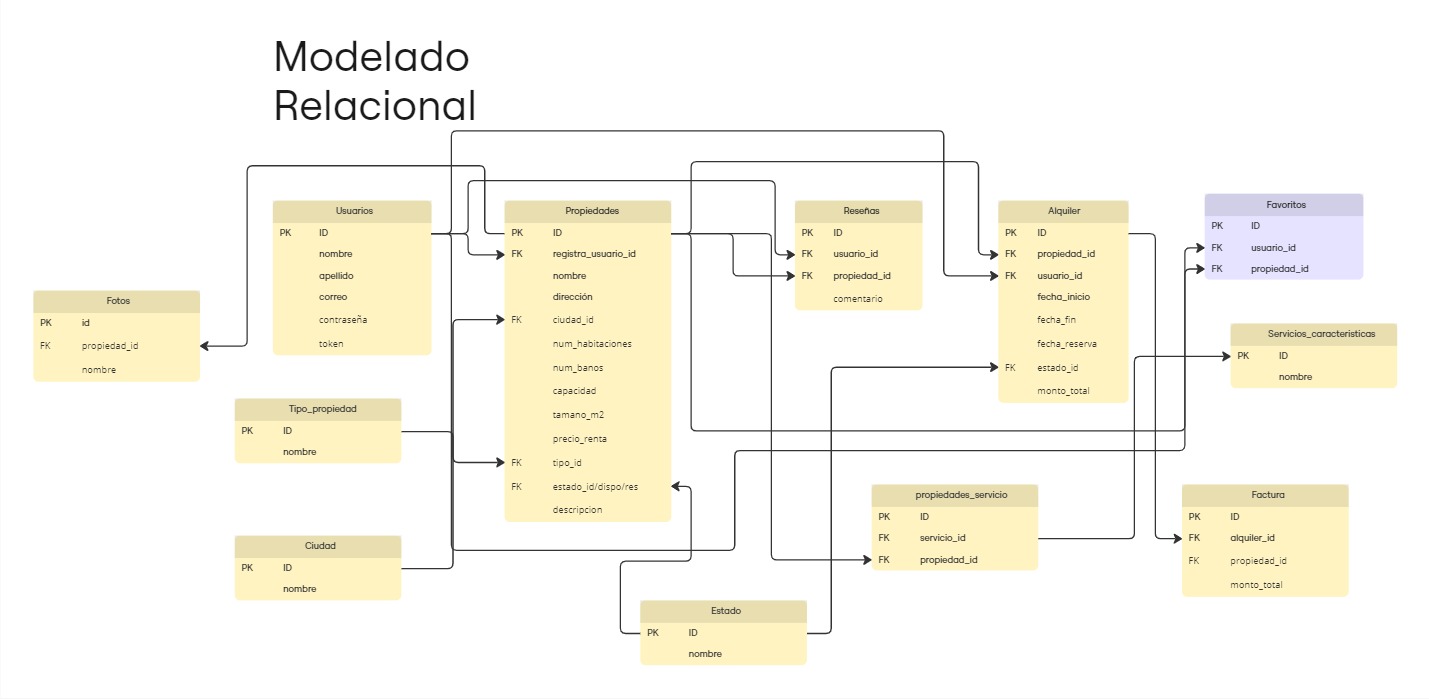 Modelado
Relacional
Fotos
PK id
FK propiedad_id
nombre
Usuarios
PK ID
nombre
apellido
correo
contraseña
token
Tipo_propiedad
PK ID
nombre
Ciudad
PK ID
nombre
Propiedades
PK ID
FK registra_usuario_id
nombre
dirección
FK ciudad_id
num_habitaciones
num_banos
capacidad
tamano_m2
precio_renta
FK tipo_id
FK estado_id/dispo/res
descripcion
Estado
PK ID
nombre
Reseñas
PK ID
FK usuario_id
FK propiedad_id
comentario
propiedades_servicio
PK ID
FK servicio_id
FK propiedad_id
Alquiler
PK ID
FK propiedad_id
FK usuario_id
fecha_inicio
fecha_fin
fecha_reserva
FK estado_id
monto_total
Favoritos
PK ID
FK usuario_id
FK propiedad_id
Servicios_caracteristicas
PK ID
nombre
Factura
PK ID
FK alquiler_id
FK propiedad_id
monto_total